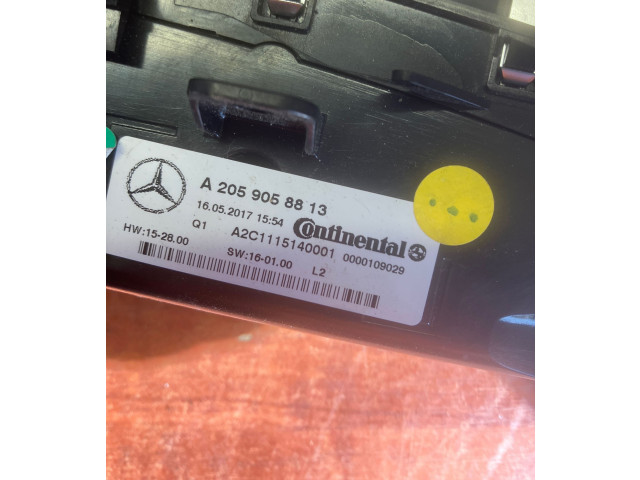 A 205 905 88 13
16.05.2017 15:54
Continental
Q1 A2C1115140001 0000109029
HW:15-28.00
SW:16-01.00 L2